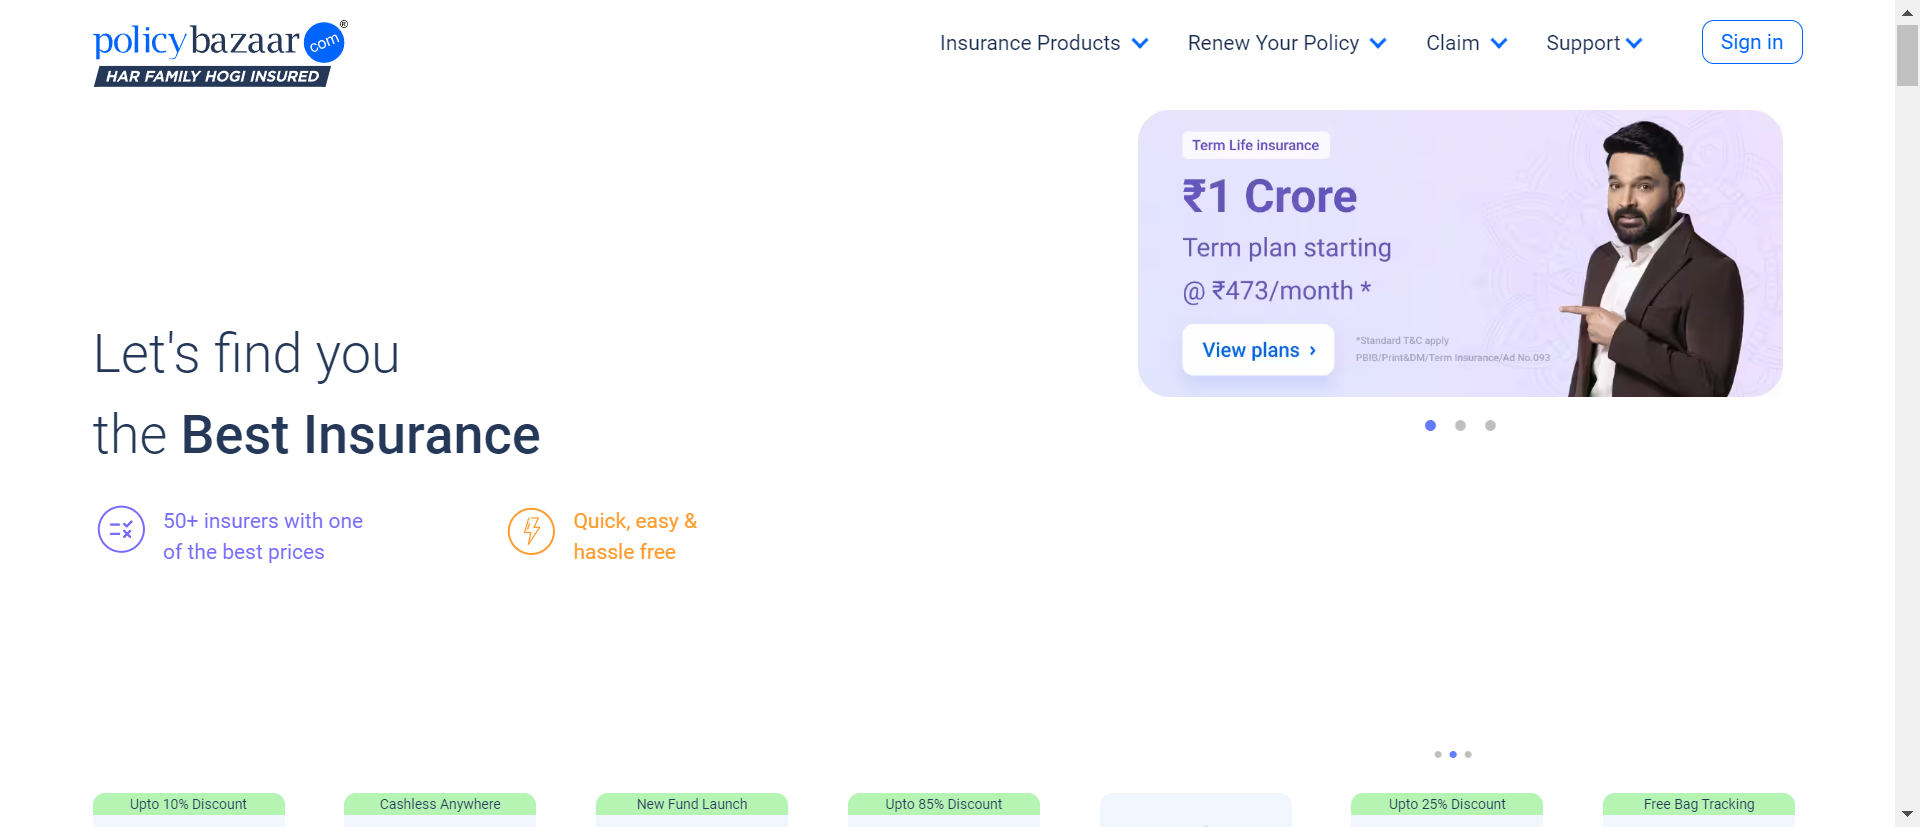 policybazaar com ®
HAR FAMILY HOGI INSURED
Insurance Products
Renew Your Policy
Claim
Support
Sign in
Term Life insurance
₹1 Crore
Term plan starting
@ ₹473/month *
View plans ›
*Standard T&C apply
PBIB/Print&DM/Term Insurance/Ad No.093
Let's find you
the Best Insurance
50+ insurers with one
of the best prices
Quick, easy &
hassle free
Upto 10% Discount
Cashless Anywhere
New Fund Launch
Upto 85% Discount
Upto 25% Discount
Free Bag Tracking